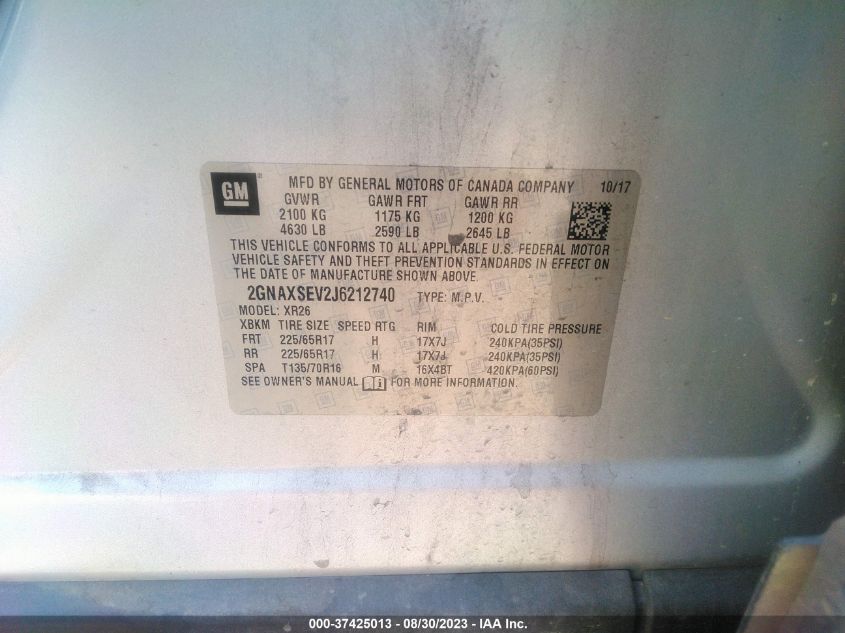 GM ® MFD BY GENERAL MOTORS OF CANADA COMPANY 10/17
GVWR GAWR FRT GAWR RR
2100 KG 1175 KG 1200 KG
4630 LB 2590 LB 2645 LB
THIS VEHICLE CONFORMS TO ALL APPLICABLE U.S. FEDERAL MOTOR
VEHICLE SAFETY AND THEFT PREVENTION STANDARDS IN EFFECT ON
THE DATE OF MANUFACTURE SHOWN ABOVE.
2GNAXSEV2J6212740 TYPE: M.P.V.
MODEL: XR26
XBKM TIRE SIZE SPEED RTG RIM COLD TIRE PRESSURE
FRT 225/65R17 H 17X7J 240KPA(35PSI)
RR 225/65R17 H 17X7J 240KPA(35PSI)
SPA T135/70R16 M 16X4BT 420KPA(60PSI)
SEE OWNER'S MANUAL FOR MORE INFORMATION.
000-37425013 - 08/30/2023 - IAA Inc.